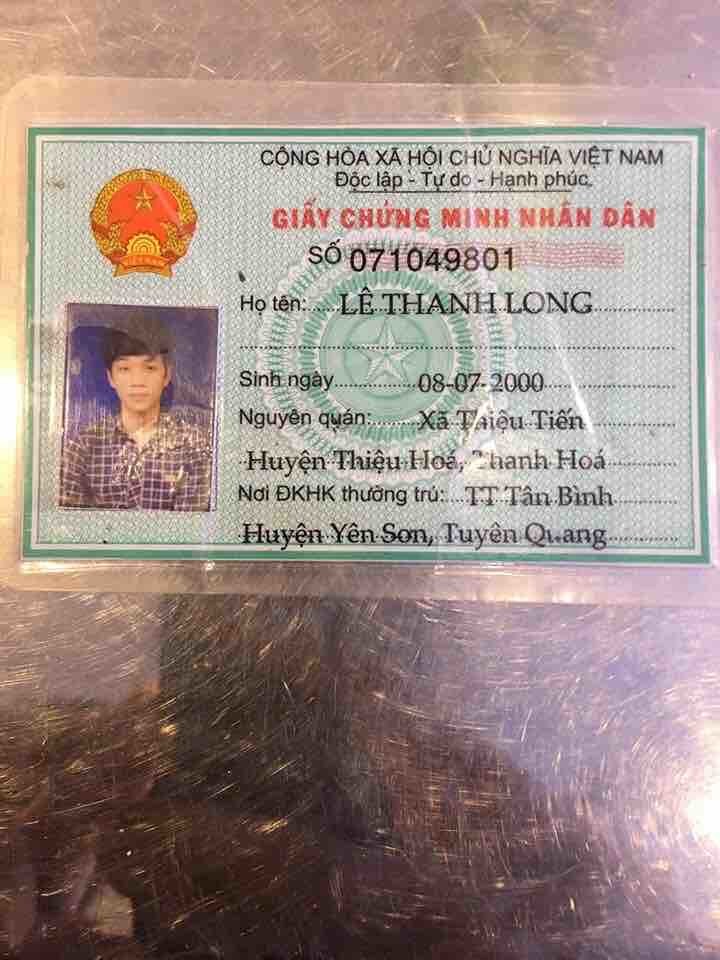 CỘNG HÒA XÃ HỘI CHỦ NGHĨA VIỆT NAM
Độc lập - Tự do - Hạnh phúc
GIẤY CHỨNG MINH NHÂN DÂN
SỐ 071049801
Họ tên: LÊ THANH LONG
Sinh ngày 08-07-2000
Nguyên quán: Xã Thiệu Tiến
Huyện Thiệu Hoá, Thanh Hoá
Nơi ĐKHK thường trú: TT Tân Bình
Huyện Yên Sơn, Tuyên Quang